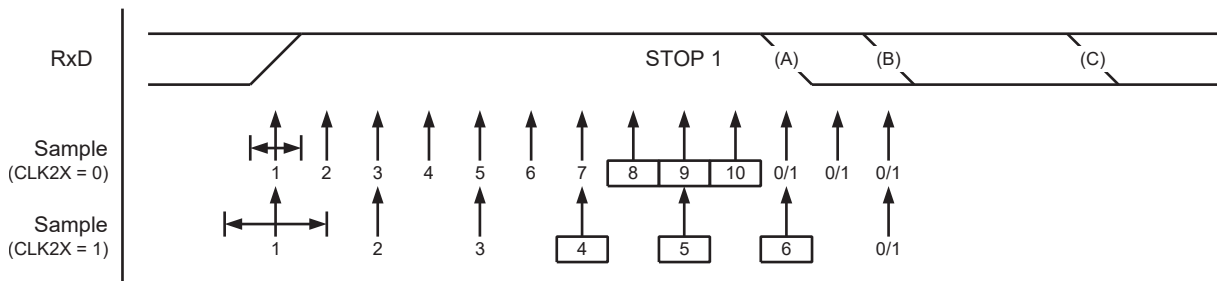 RxD STOP 1 (A) (B) (C)
Sample
(CLK2X = 0)
1 2 3 4 5 6 7 8 9 10 0/1 0/1 0/1
Sample
(CLK2X = 1)
1 2 3 4 5 6 0/1